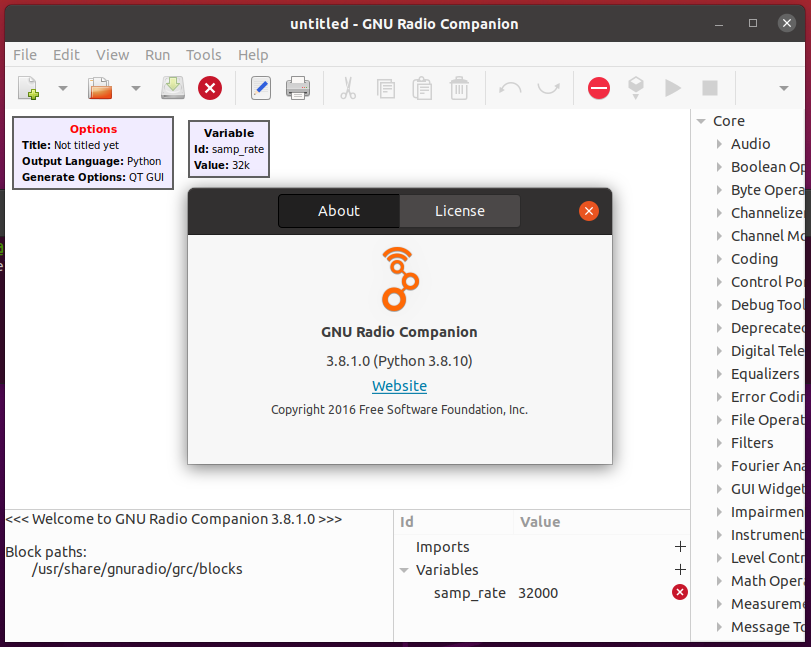 untitled - GNU Radio Companion
File Edit View Run Tools Help
Options
Title: Not titled yet
Output Language: Python
Generate Options: QT GUI
Variable
Id: samp_rate
Value: 32k
About License
GNU Radio Companion
3.8.1.0 (Python 3.8.10)
Website
Copyright 2016 Free Software Foundation, Inc.
Core
Audio
Boolean Op
Byte Opera
Channelize
Channel Mo
Coding
Control Por
Debug Tool
Deprecated
Digital Tele
Equalizers
Error Codin
File Operat
Filters
Fourier Ana
GUI Widget
Impairmen
Instrument
Level Contr
Math Opera
Measureme
Message To
<<< Welcome to GNU Radio Companion 3.8.1.0 >>>
Block paths:
/usr/share/gnuradio/grc/blocks
Id Value
Imports
Variables
samp_rate 32000